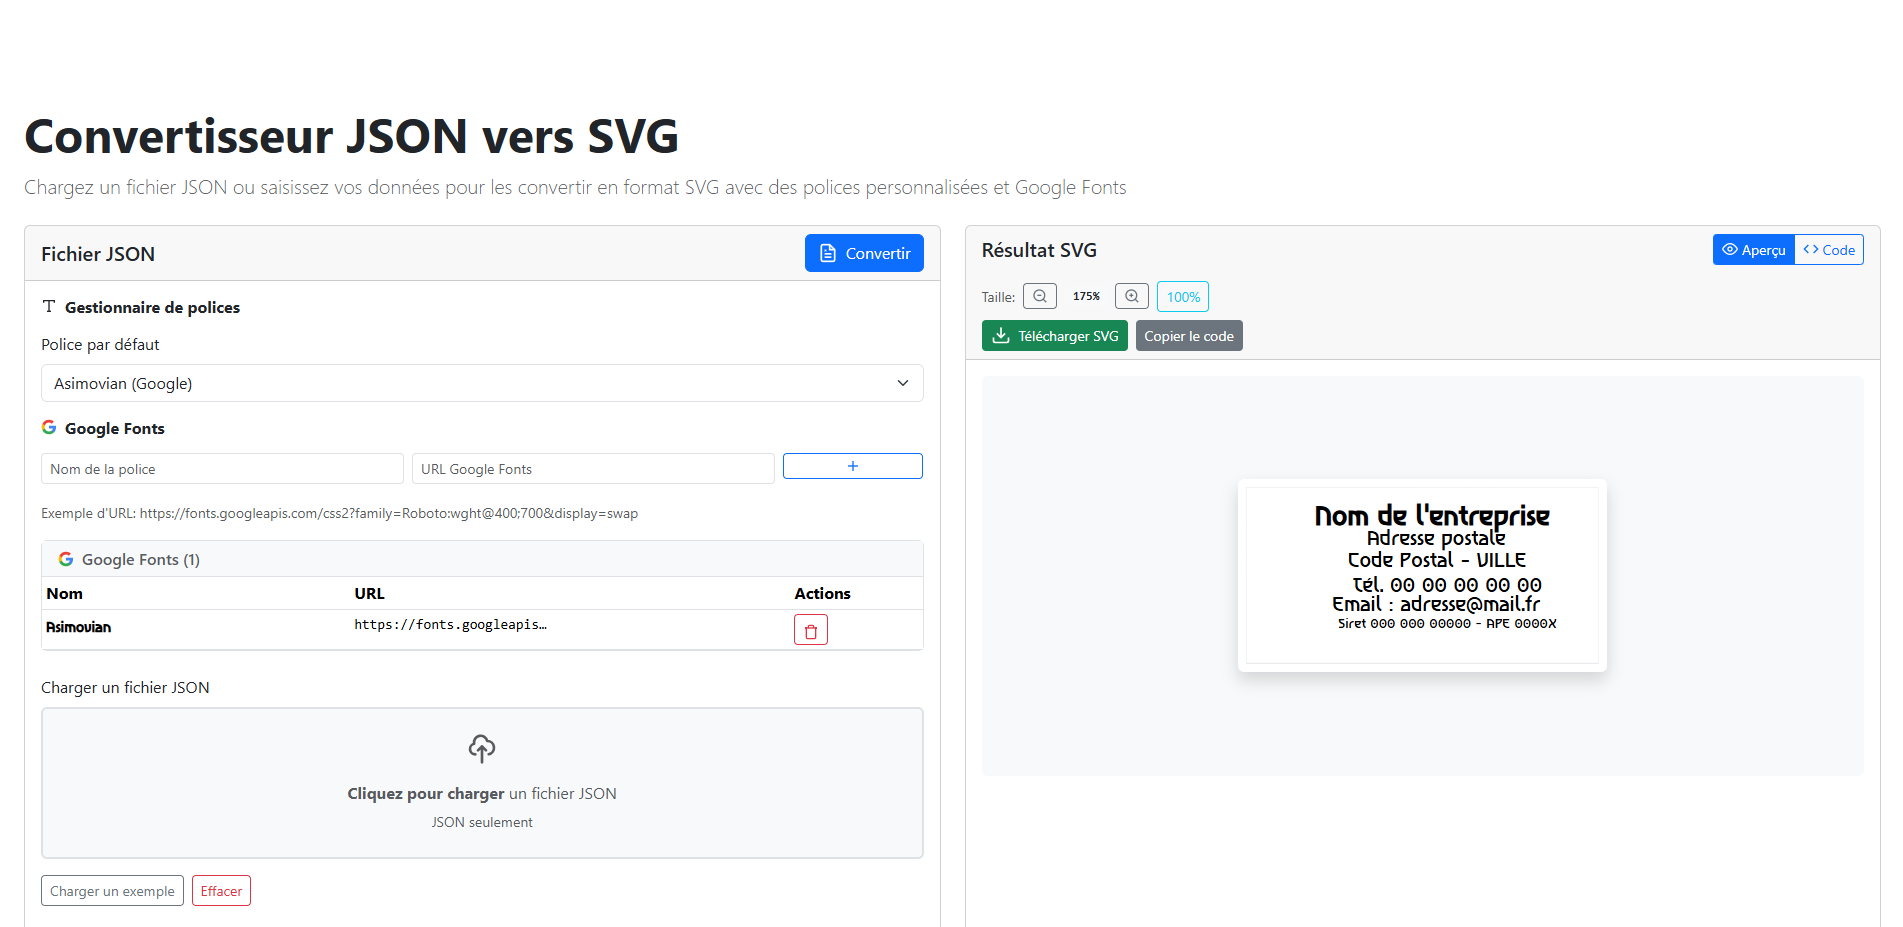 Convertisseur JSON vers SVG
Chargez un fichier JSON ou saisissez vos données pour les convertir en format SVG avec des polices personnalisées et Google Fonts
Fichier JSON
Convertir
Gestionnaire de polices
Police par défaut
Asimovian (Google)
Google Fonts
Nom de la police
URL Google Fonts
+
Exemple d'URL: https://fonts.googleapis.com/css2?family=Roboto:wght@400;700&display=swap
Google Fonts (1)
Nom URL Actions
Asimovian https://fonts.googleapis…
Charger un fichier JSON
Cliquez pour charger un fichier JSON
JSON seulement
Charger un exemple
Effacer
Résultat SVG
Aperçu
<> Code
Taille: 175% 100%
Télécharger SVG
Copier le code
Nom de l'entreprise
Adresse postale
Code Postal - VILLE
Tél. 00 00 00 00 00
Email : adresse@mail.fr
Siret 000 000 00000 - APE 0000X